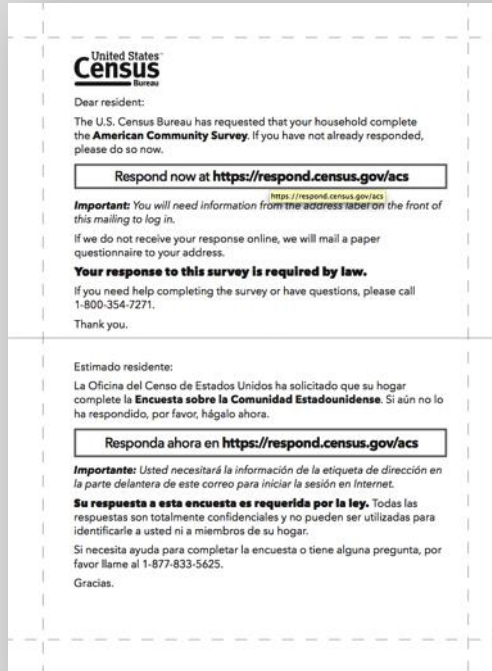 United States™
Census
Bureau
Dear resident:
The U.S. Census Bureau has requested that your household complete
the American Community Survey. If you have not already responded,
please do so now.
Respond now at https://respond.census.gov/acs
https://respond.census.gov/acs
Important: You will need information from the address label on the front of
this mailing to log in.
If we do not receive your response online, we will mail a paper
questionnaire to your address.
Your response to this survey is required by law.
If you need help completing the survey or have questions, please call
1-800-354-7271.
Thank you.
Estimado residente:
La Oficina del Censo de Estados Unidos ha solicitado que su hogar
complete la Encuesta sobre la Comunidad Estadounidense. Si aún no lo
ha respondido, por favor, hágalo ahora.
Responda ahora en https://respond.census.gov/acs
Importante: Usted necesitará la información de la etiqueta de dirección en
la parte delantera de este correo para iniciar la sesión en Internet.
Su respuesta a esta encuesta es requerida por la ley. Todas las
respuestas son totalmente confidenciales y no pueden ser utilizadas para
identificarle a usted ni a miembros de su hogar.
Si necesita ayuda para completar la encuesta o tiene alguna pregunta, por
favor llame al 1-877-833-5625.
Gracias.